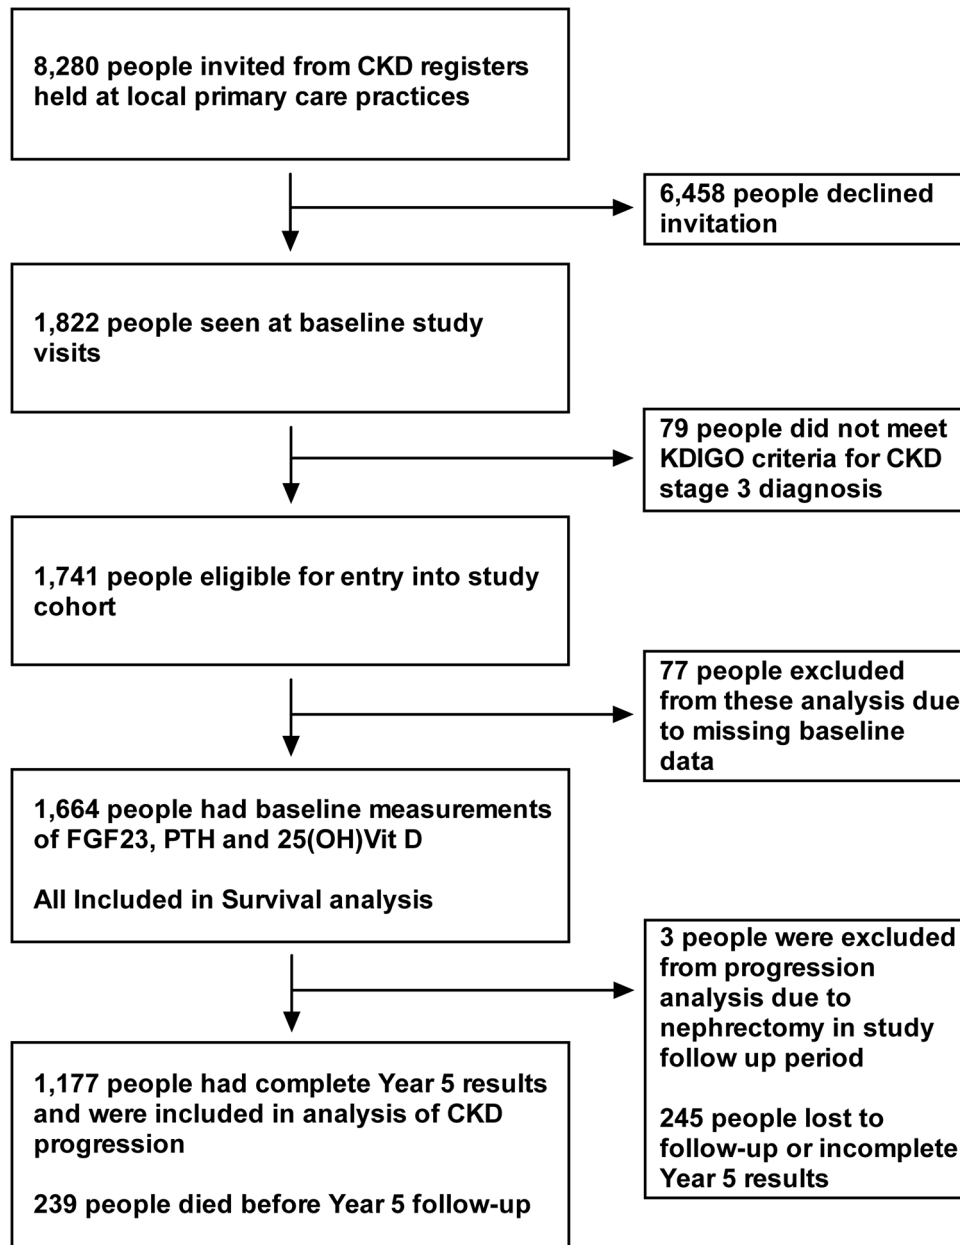 8,280 people invited from CKD registers
held at local primary care practices
6,458 people declined
invitation
1,822 people seen at baseline study
visits
79 people did not meet
KDIGO criteria for CKD
stage 3 diagnosis
1,741 people eligible for entry into study
cohort
77 people excluded
from these analysis due
to missing baseline
data
1,664 people had baseline measurements
of FGF23, PTH and 25(OH)Vit D
All Included in Survival analysis
3 people were excluded
from progression
analysis due to
nephrectomy in study
follow up period
245 people lost to
follow-up or incomplete
Year 5 results
1,177 people had complete Year 5 results
and were included in analysis of CKD
progression
239 people died before Year 5 follow-up